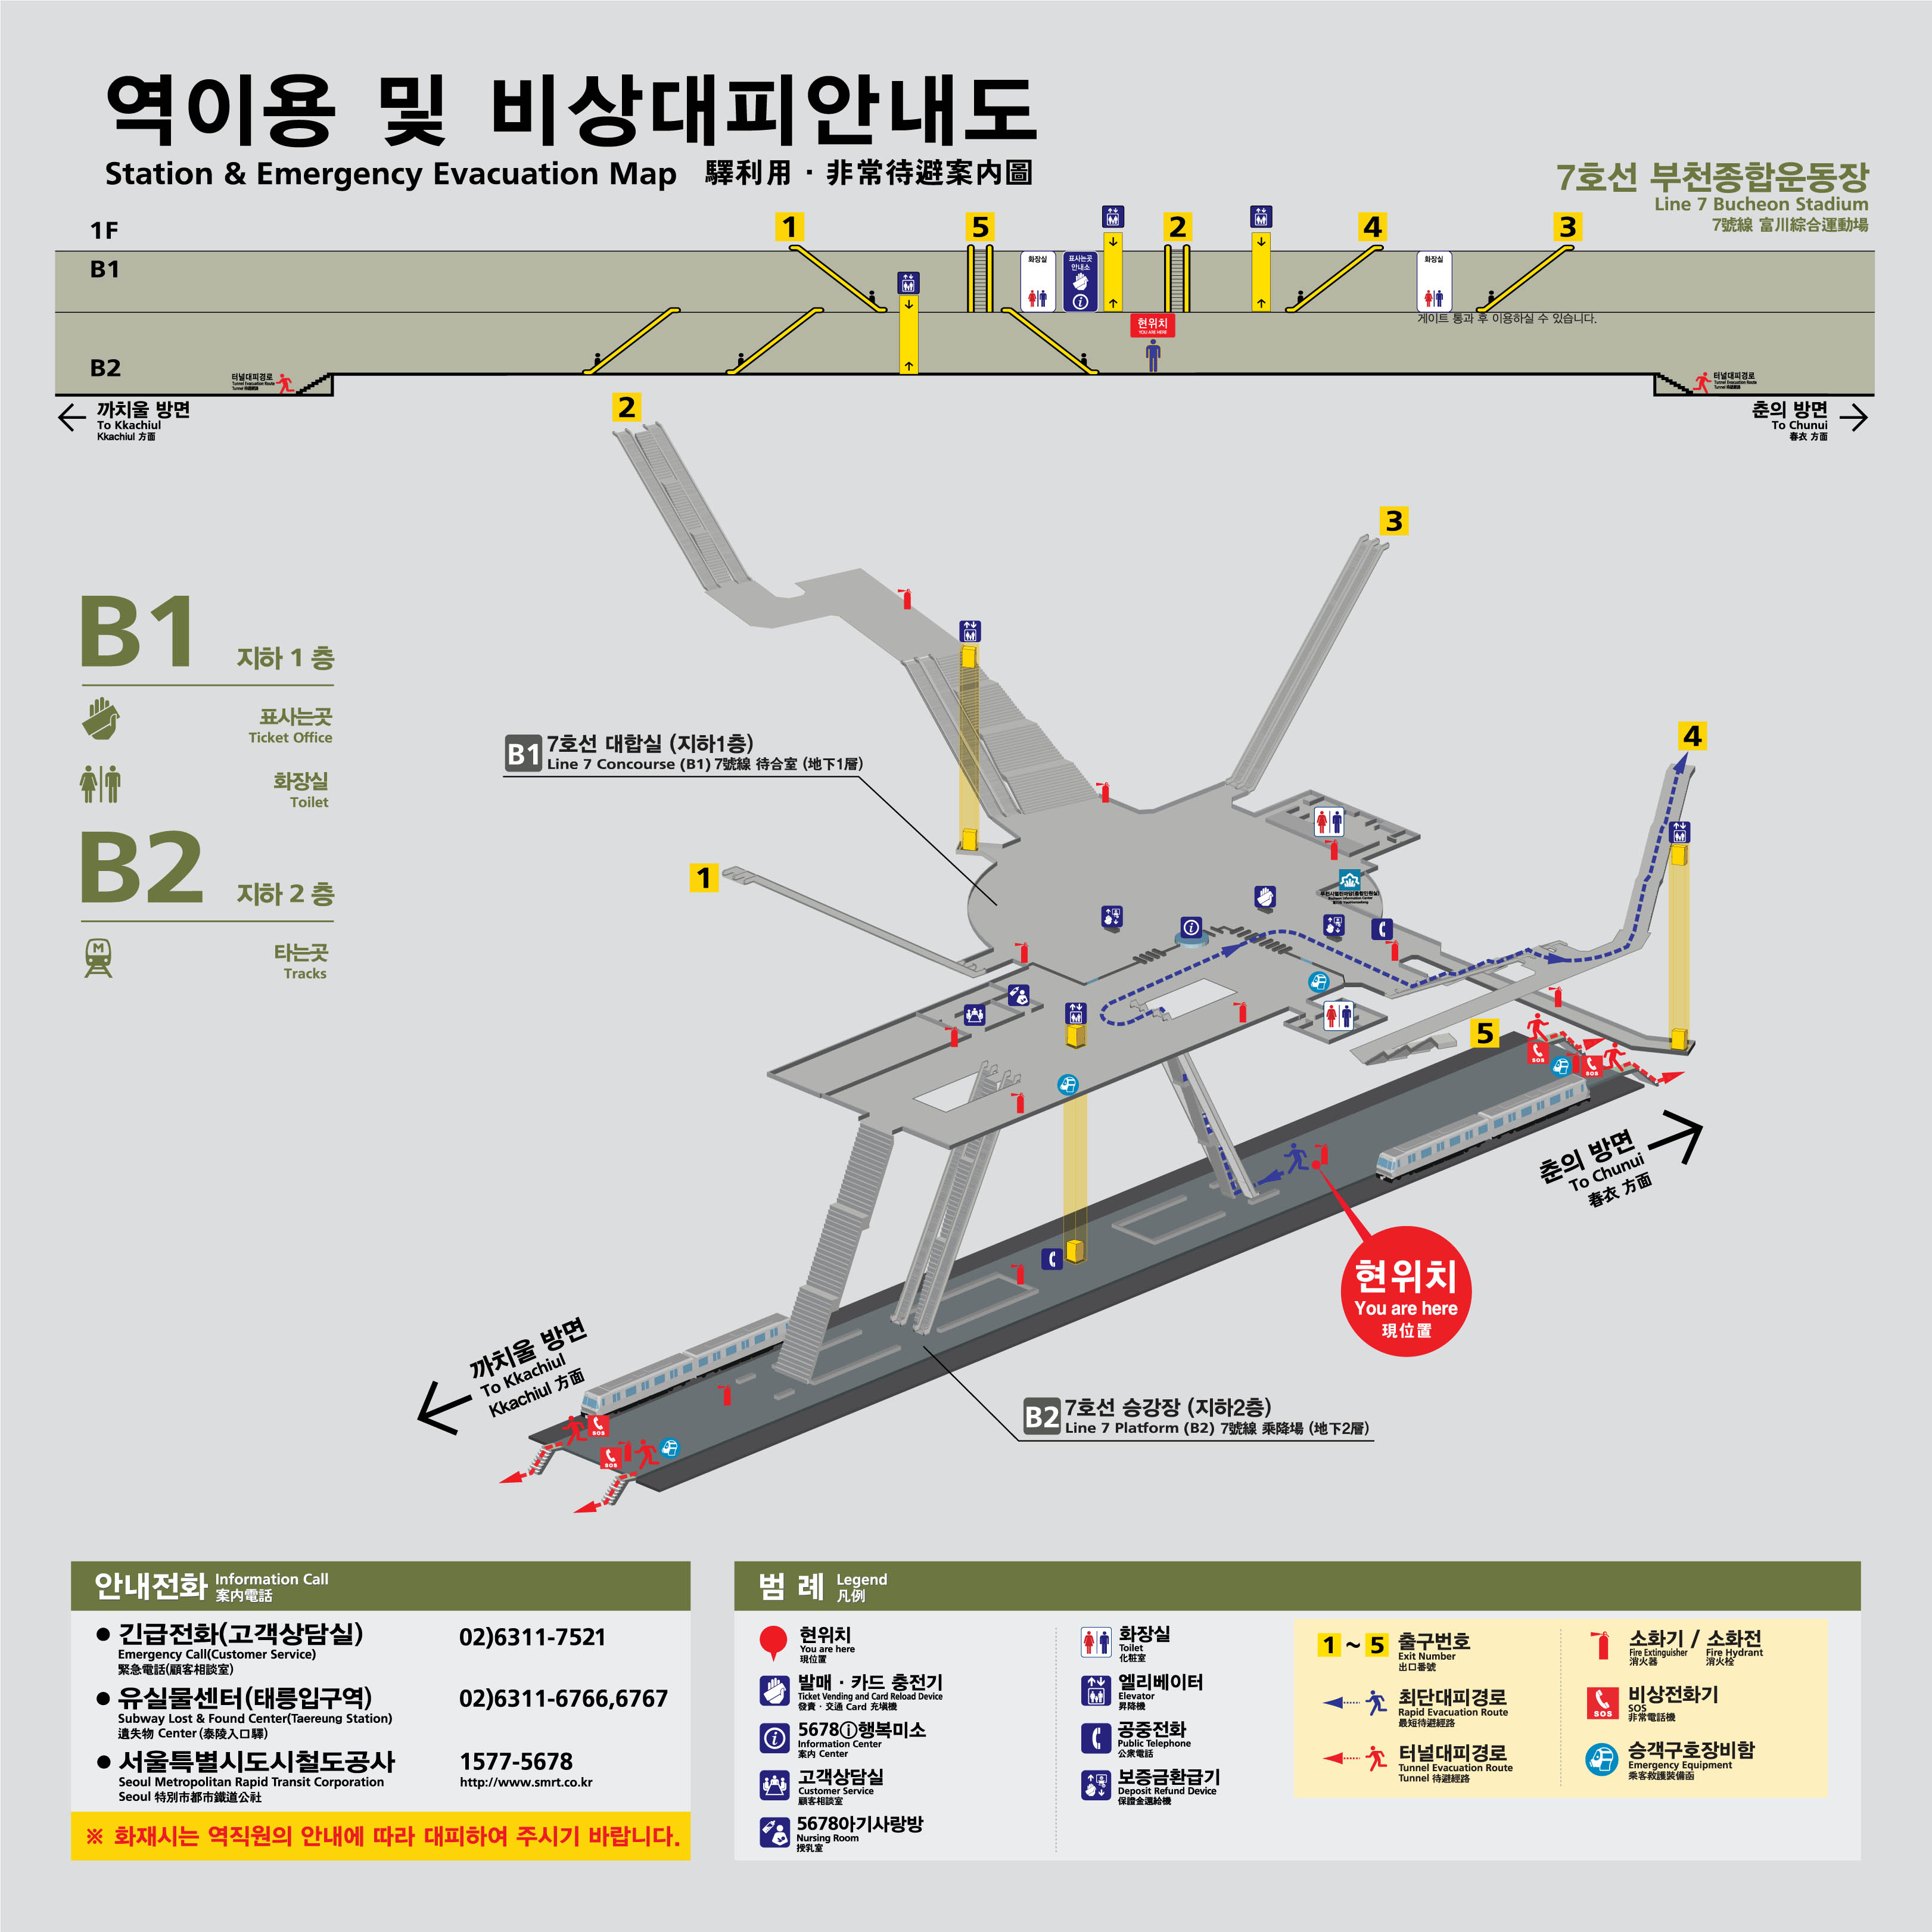 역이용 및 비상대피안내도
Station & Emergency Evacuation Map 驛利用·非常待避案內圖
7호선 부천종합운동장
Line 7 Bucheon Stadium
7號線 富川綜合運動場
1F
B1
B2
1
5
2
4
3
화장실
표사는곳
안내소
화장실
현위치
YOU ARE HERE
게이트 통과 후 이용하실 수 있습니다.
터널대피경로
Tunnel Evacuation Route
Tunnel 待避經路
터널대피경로
Tunnel Evacuation Route
Tunnel 待避經路
까치울 방면
To Kkachiul
Kkachiul 方面
춘의 방면
To Chunui
春衣 方面
2
3
B1 지하 1 층
표사는곳
Ticket Office
화장실
Toilet
B2 지하 2 층
타는곳
Tracks
B1 7호선 대합실 (지하1층)
Line 7 Concourse (B1) 7號線 待合室 (地下1層)
4
1
5
SOS
SOS
춘의 방면
To Chunui
春衣 方面
현위치
You are here
現位置
까치울 방면
To Kkachiul
Kkachiul 方面
SOS
SOS
B2 7호선 승강장 (지하2층)
Line 7 Platform (B2) 7號線 乘降場 (地下2層)
안내전화 Information Call
案內電話
● 긴급전화(고객상담실) 02)6311-7521
Emergency Call(Customer Service)
緊急電話(顧客相談室)
● 유실물센터(태릉입구역) 02)6311-6766,6767
Subway Lost & Found Center(Taereung Station)
遺失物 Center (泰陵入口驛)
● 서울특별시도시철도공사 1577-5678
Seoul Metropolitan Rapid Transit Corporation http://www.smrt.co.kr
Seoul 特別市都市鐵道公社
※ 화재시는 역직원의 안내에 따라 대피하여 주시기 바랍니다.
범 례 Legend
凡例
현위치
You are here
現位置
발매·카드 충전기
Ticket Vending and Card Reload Device
發賣·交通 Card 充塡機
5678ⓘ행복미소
Information Center
案內 Center
고객상담실
Customer Service
顧客相談室
5678아기사랑방
Nursing Room
授乳室
화장실
Toilet
化粧室
엘리베이터
Elevator
昇降機
공중전화
Public Telephone
公衆電話
보증금환급기
Deposit Refund Device
保證金還給機
1 ~ 5 출구번호
Exit Number
出口番號
최단대피경로
Rapid Evacuation Route
最短待避經路
터널대피경로
Tunnel Evacuation Route
Tunnel 待避經路
소화기 / 소화전
Fire Extinguisher Fire Hydrant
消火器 消火栓
SOS
비상전화기
SOS
非常電話機
승객구호장비함
Emergency Equipment
乘客救護裝備函